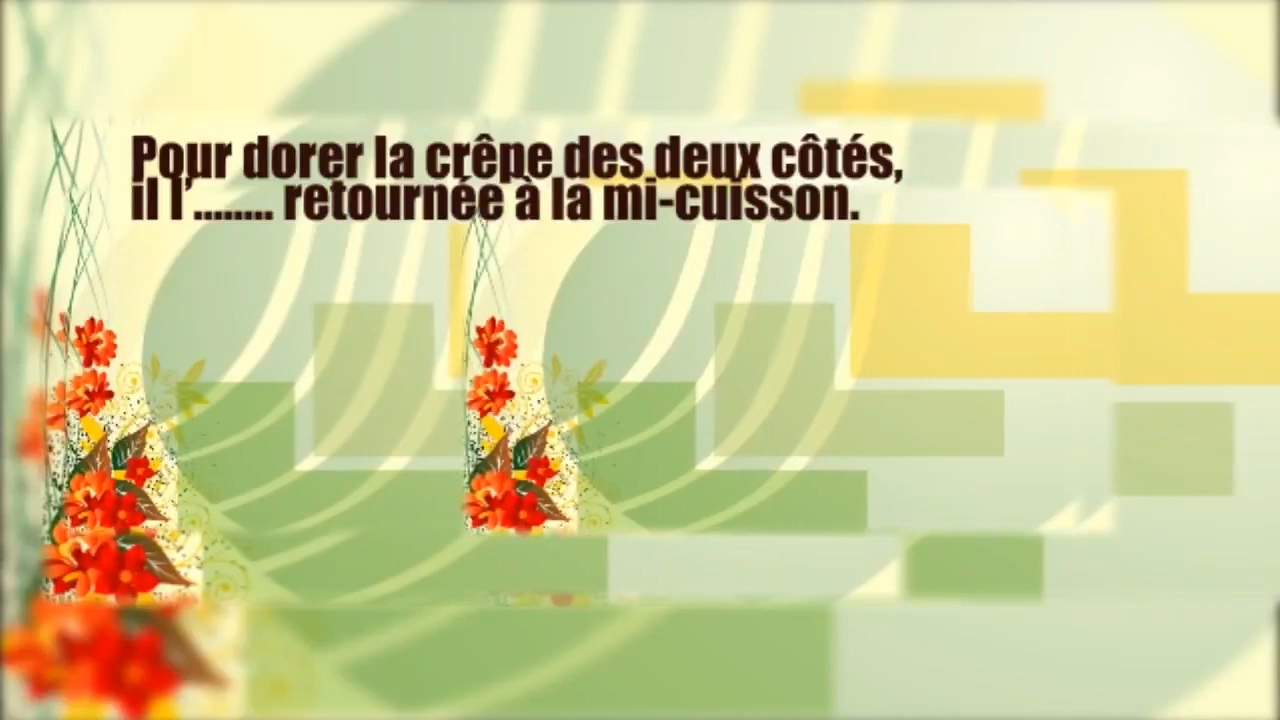 Pour dorer la crêpe des deux côtés,
il l’........ retournée à la mi-cuisson.